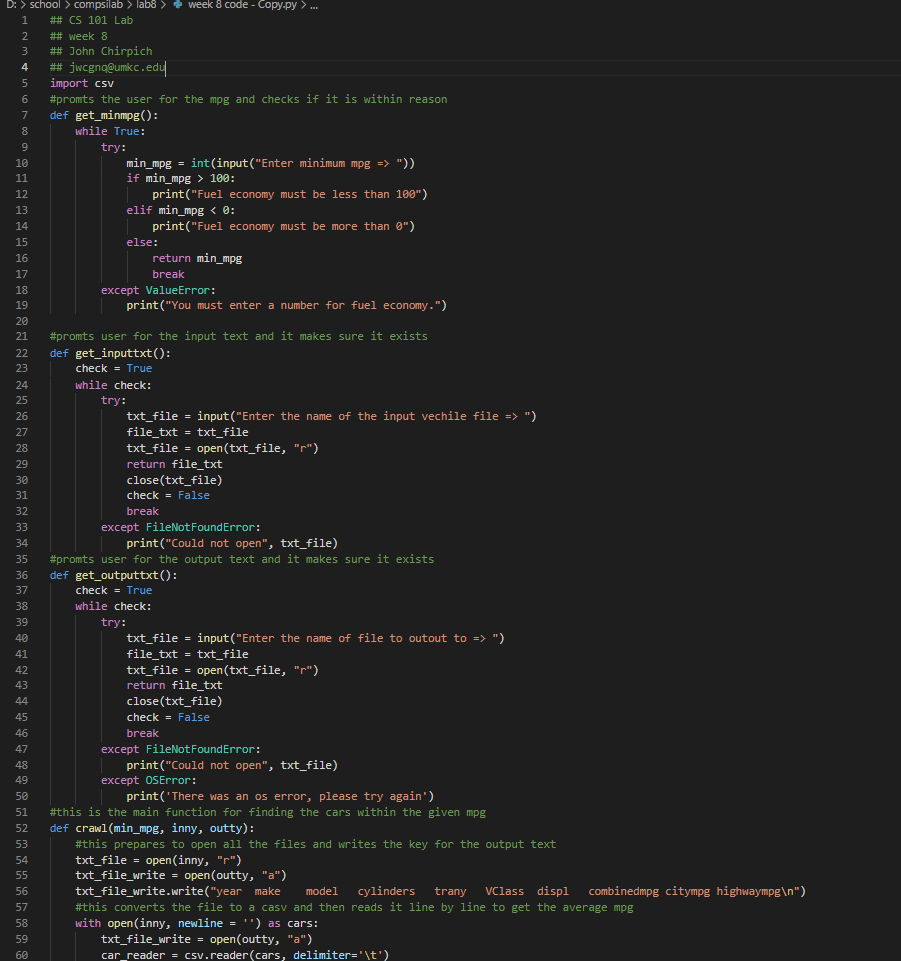 D: > school > compsilab > lab8 > week 8 code - Copy.py > ...
1 ## CS 101 Lab
2 ## week 8
3 ## John Chirpich
4 ## jwcgnq@umkc.edu
5 import csv
6 #promts the user for the mpg and checks if it is within reason
7 def get_minmpg():
8     while True:
9         try:
10             min_mpg = int(input("Enter minimum mpg => "))
11             if min_mpg > 100:
12                 print("Fuel economy must be less than 100")
13             elif min_mpg < 0:
14                 print("Fuel economy must be more than 0")
15             else:
16                 return min_mpg
17                 break
18         except ValueError:
19             print("You must enter a number for fuel economy.")
20
21 #promts user for the input text and it makes sure it exists
22 def get_inputtxt():
23     check = True
24     while check:
25         try:
26             txt_file = input("Enter the name of the input vechile file => ")
27             file_txt = txt_file
28             txt_file = open(txt_file, "r")
29             return file_txt
30             close(txt_file)
31             check = False
32             break
33         except FileNotFoundError:
34             print("Could not open", txt_file)
35 #promts user for the output text and it makes sure it exists
36 def get_outputtxt():
37     check = True
38     while check:
39         try:
40             txt_file = input("Enter the name of file to outout to => ")
41             file_txt = txt_file
42             txt_file = open(txt_file, "r")
43             return file_txt
44             close(txt_file)
45             check = False
46             break
47         except FileNotFoundError:
48             print("Could not open", txt_file)
49         except OSError:
50             print('There was an os error, please try again')
51 #this is the main function for finding the cars within the given mpg
52 def crawl(min_mpg, inny, outty):
53     #this prepares to open all the files and writes the key for the output text
54     txt_file = open(inny, "r")
55     txt_file_write = open(outty, "a")
56     txt_file_write.write("year  make    model   cylinders   trany   VClass  displ   combinedmpg citympg highwaympg\n")
57     #this converts the file to a casv and then reads it line by line to get the average mpg
58     with open(inny, newline = '') as cars:
59         txt_file_write = open(outty, "a")
60         car_reader = csv.reader(cars, delimiter='\t')